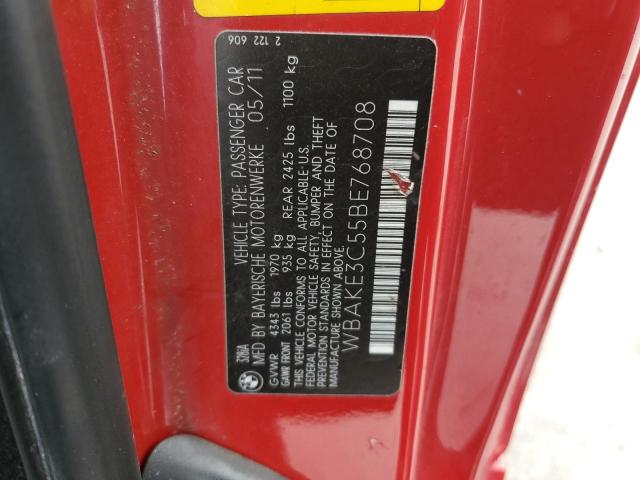 328iA VEHICLE TYPE: PASSENGER CAR
MFD BY BAYERISCHE MOTORENWERKE 05/11
GVWR 4343 lbs 1970 kg
GAWR FRONT 2061 lbs 935 kg REAR 2425 lbs 1100 kg
THIS VEHICLE CONFORMS TO ALL APPLICABLE U.S.
FEDERAL MOTOR VEHICLE SAFETY, BUMPER AND THEFT
PREVENTION STANDARDS IN EFFECT ON THE DATE OF
MANUFACTURE SHOWN ABOVE.
WBAKE3C55BE768708
2 122 606